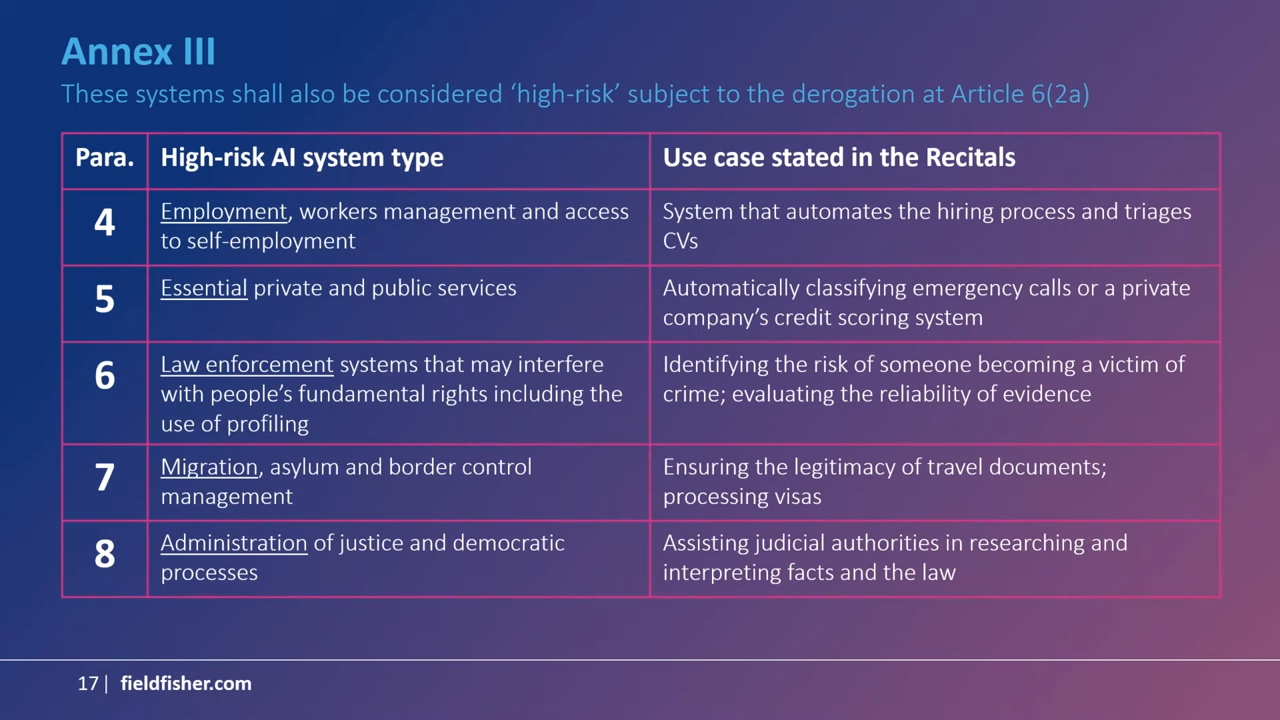 Annex III
These systems shall also be considered ‘high-risk’ subject to the derogation at Article 6(2a)
Para.
High-risk AI system type
Use case stated in the Recitals
4
Employment, workers management and access
to self-employment
System that automates the hiring process and triages
CVs
5
Essential private and public services
Automatically classifying emergency calls or a private
company’s credit scoring system
6
Law enforcement systems that may interfere
with people’s fundamental rights including the
use of profiling
Identifying the risk of someone becoming a victim of
crime; evaluating the reliability of evidence
7
Migration, asylum and border control
management
Ensuring the legitimacy of travel documents;
processing visas
8
Administration of justice and democratic
processes
Assisting judicial authorities in researching and
interpreting facts and the law
17 | fieldfisher.com